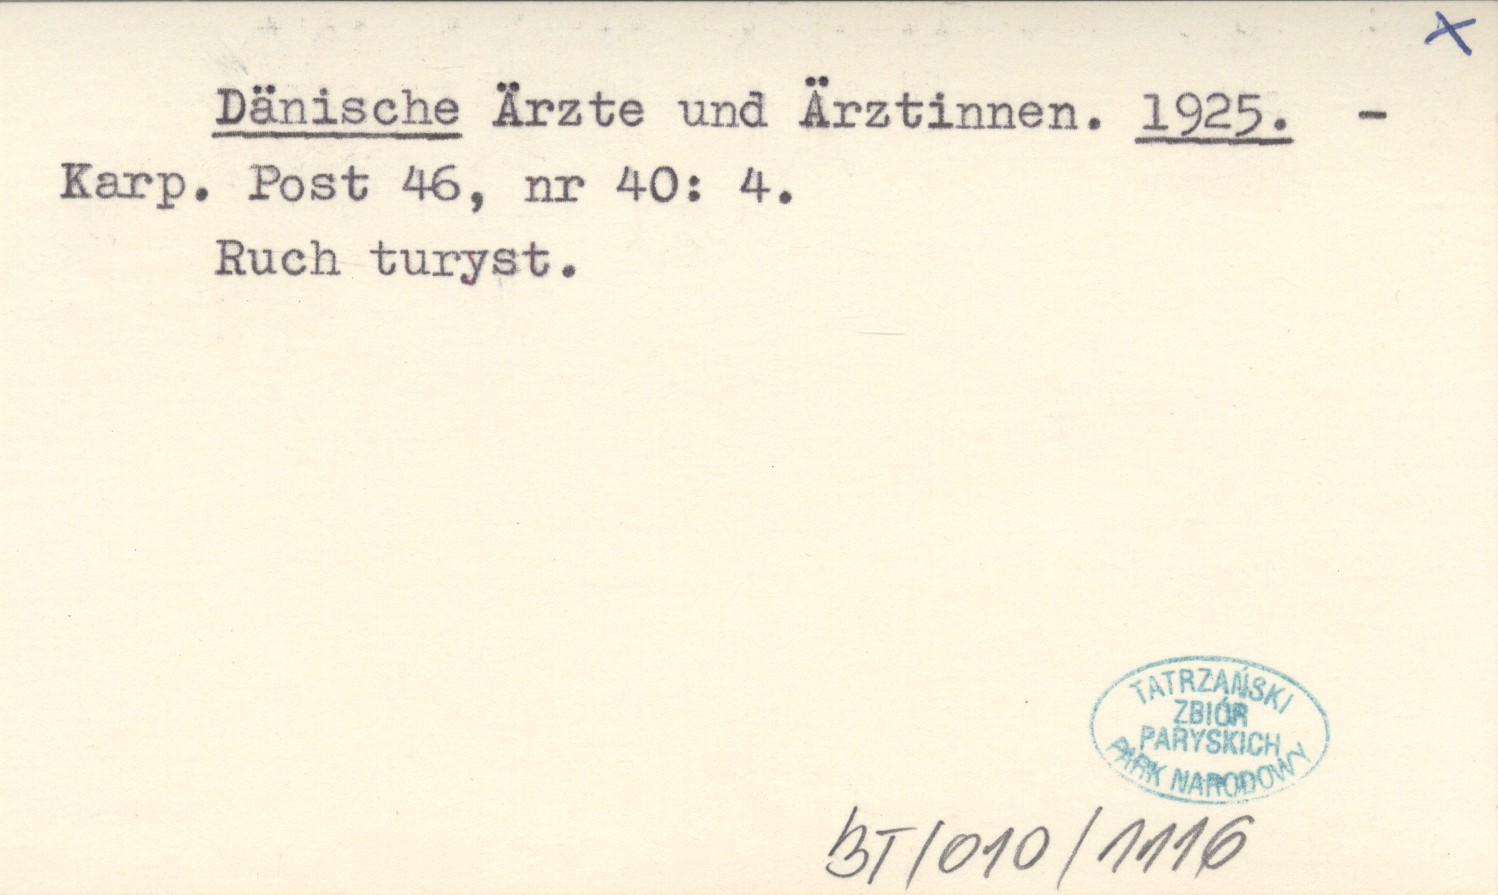 x
Dänische Ärzte und Ärztinnen. 1925. -
Karp. Post 46, nr 40: 4.
Ruch turyst.
TATRZAŃSKI
ZBIÓR
PARYSKICH
PARK NARODOWY
BT/010/1116